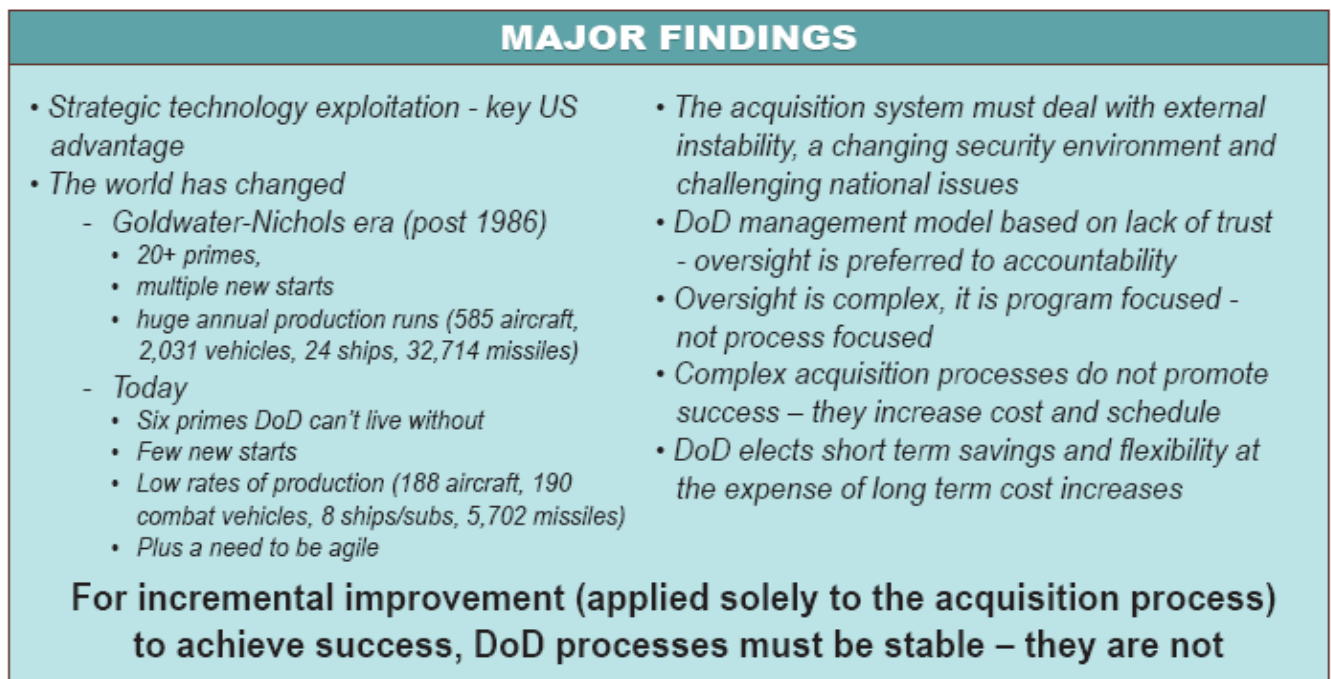 MAJOR FINDINGS
• Strategic technology exploitation - key US
advantage
• The world has changed
- Goldwater-Nichols era (post 1986)
• 20+ primes,
• multiple new starts
• huge annual production runs (585 aircraft,
2,031 vehicles, 24 ships, 32,714 missiles)
- Today
• Six primes DoD can't live without
• Few new starts
• Low rates of production (188 aircraft, 190
combat vehicles, 8 ships/subs, 5,702 missiles)
• Plus a need to be agile
• The acquisition system must deal with external
instability, a changing security environment and
challenging national issues
• DoD management model based on lack of trust
- oversight is preferred to accountability
• Oversight is complex, it is program focused -
not process focused
• Complex acquisition processes do not promote
success – they increase cost and schedule
• DoD elects short term savings and flexibility at
the expense of long term cost increases
For incremental improvement (applied solely to the acquisition process)
to achieve success, DoD processes must be stable – they are not